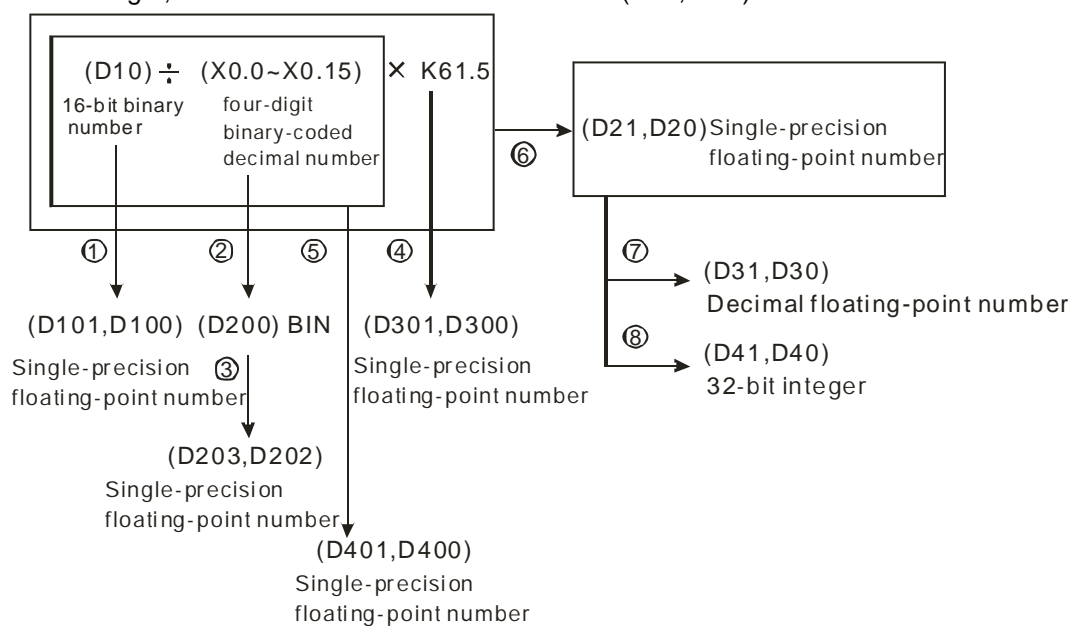 (D10) ÷ (X0.0~X0.15) × K61.5
16-bit binary
number
four-digit
binary-coded
decimal number
⑥
(D21,D20) Single-precision
floating-point number
① ② ⑤ ④
⑦
(D31,D30)
Decimal floating-point number
⑧
(D41,D40)
32-bit integer
(D101,D100) (D200) BIN (D301,D300)
Single-precision
floating-point number
③
Single-precision
floating-point number
(D203,D202)
Single-precision
floating-point number
(D401,D400)
Single-precision
floating-point number